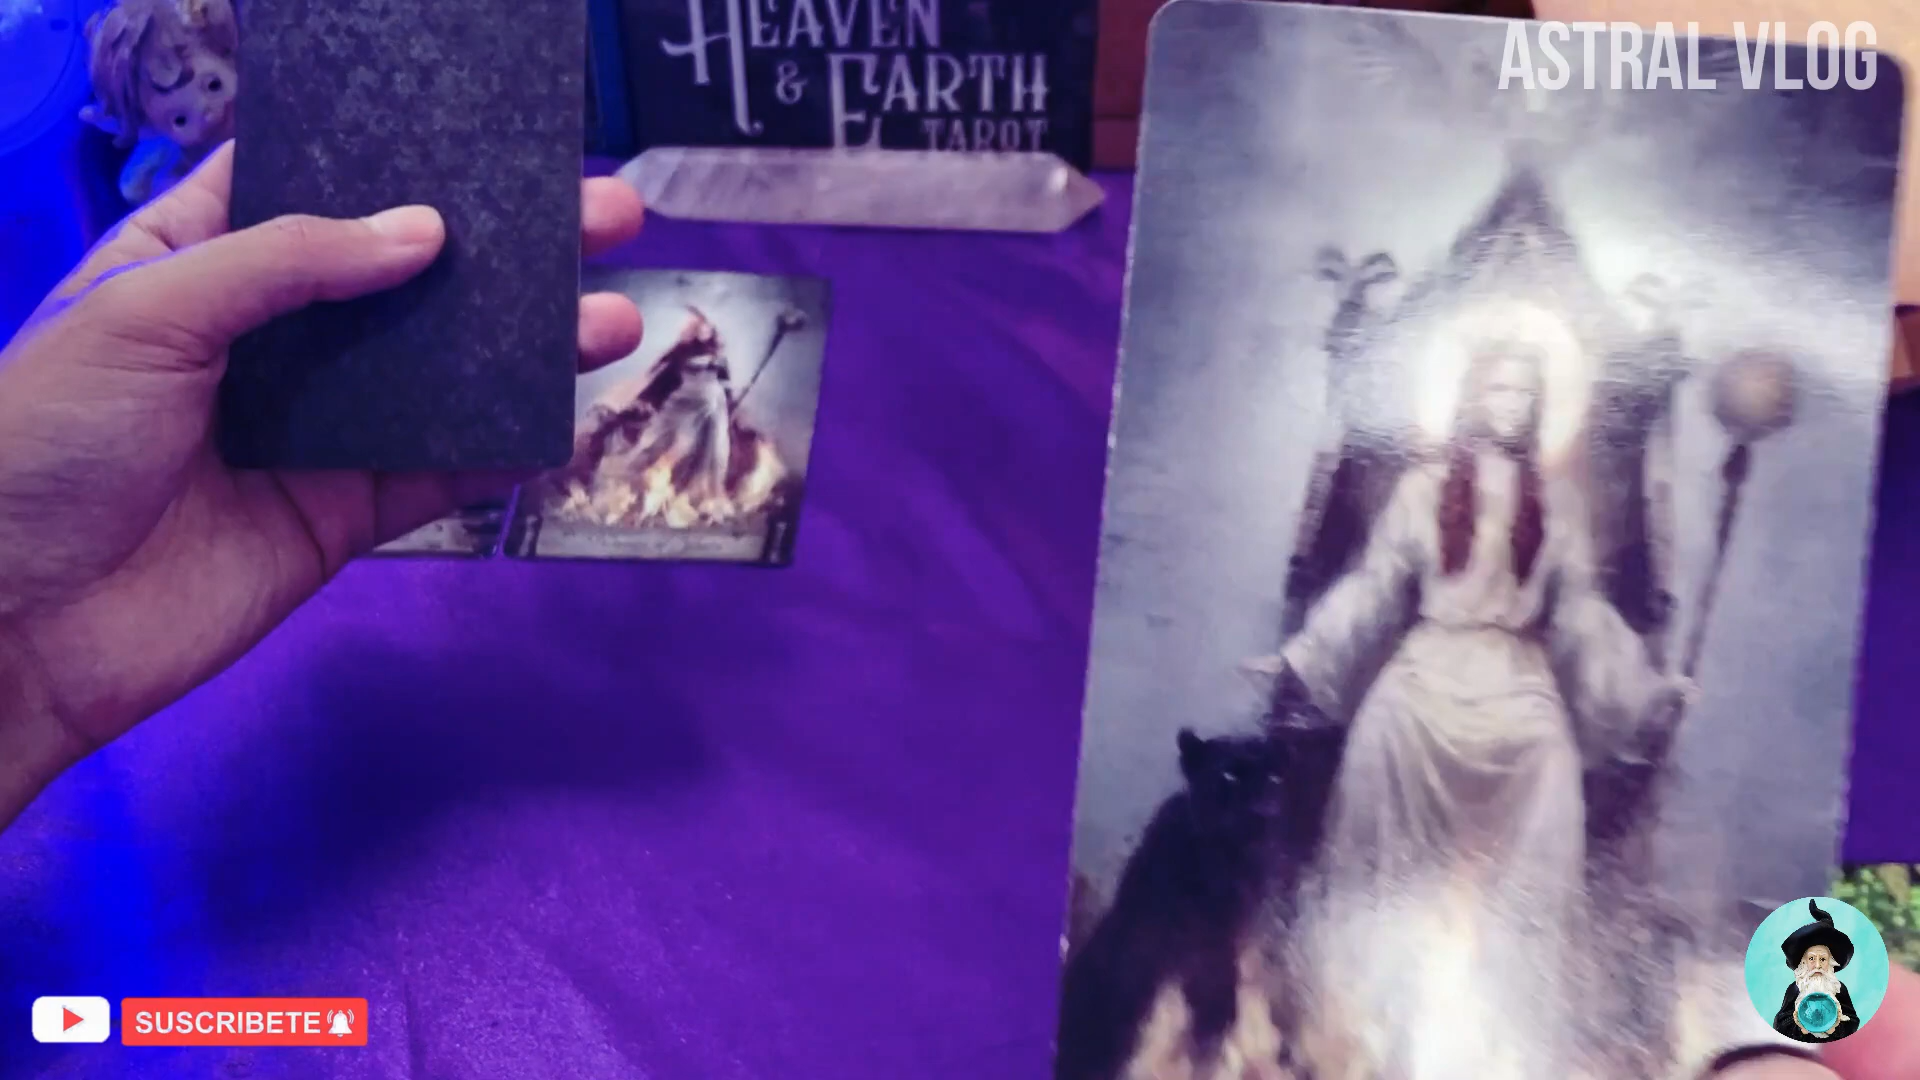 HEAVEN
& EARTH
TAROT
ASTRAL VLOG
SUSCRIBETE